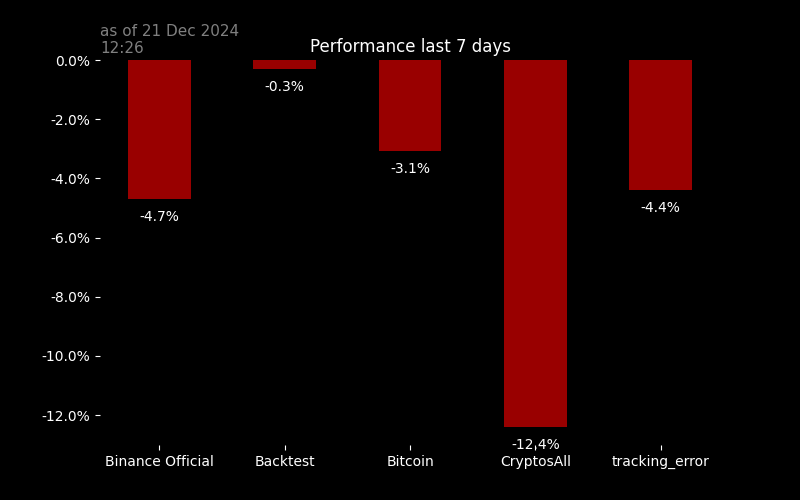 as of 21 Dec 2024
12:26
Performance last 7 days
0.0%
-2.0%
-4.0%
-6.0%
-8.0%
-10.0%
-12.0%
-4.7%
-0.3%
-3.1%
-12.4%
-4.4%
Binance Official
Backtest
Bitcoin
CryptosAll
tracking_error